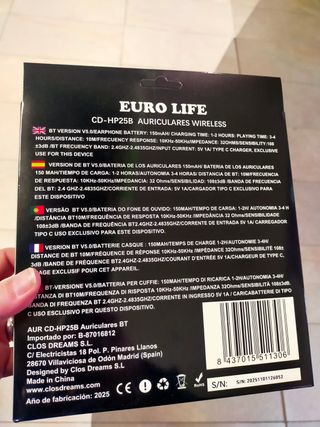 EURO LIFE
CD-HP25B AURICULARES WIRELESS
BT VERSION V5.0/EARPHONE BATTERY: 150mAH/ CHARGING TIME: 1-2 HOURS: PLAYING TIME: 3-4
HOURS/DISTANCE: 10M/FREQUENCY RESPONSE: 10KHz-50KHz/IMPEDANCE: 32OHMS/SENSIBILITY:108
±3dB /BT FREQUENCY BAND: 2.4GHZ-2.4835GHZ/INPUT CURRENT: 5V 1A/ TYPE C CHARGER, EXCLUSIVE
USE FOR THIS DEVICE
VERSION DE BT V5.0/BATERIA DE LOS AURICULARES 150mAH/ BATERIA DE LOS AURICULARES
150 MAH/TIEMPO DE CARGA: 1-2 HORAS/AUTONOMIA 3-4 HORAS/ DISTANCIA DE BT 10M/FRECUENCIA
DE RESPUESTA: 10KHz-50KHz/IMPEDANCIA: 32 Ohms/SENSIBILIDAD: 108±3dB/BANDA DE FRECUENCIA
DEL BT: 2.4 GHZ-2.4835GHZ/CORRIENTE DE ENTRADA: 5V 1A/CARGADOR TIPO C EXCLUSIVO PARA
ESTE DISPOSITIVO
VERSÃO BT V5.0/BATERIA DO FONE DE OUVIDO: 150MAH/TEMPO DE CARGA: 1-2H/ AUTONOMIA 3-4 H
/DISTÂNCIA BT10M/FREQUÊNCIA DE RESPOSTA 10KHz-50KHz/IMPEDÂNCIA 32 Ohms/SENSIBILIDADE
108±3dB /BANDA DE FREQUÊNCIA BT2.4GHZ-2.4835GHZ/CORRENTE DE ENTRADA: 5V 1A/CARREGADOR
TIPO C EXCLUSIVO PARA ESTE DISPOSITIVO
VERSION BT V5.0/BATTERIE CASQUE : 150MAH/TEMPS DE CHARGE : 1-2H/AUTONOMIE 3-4H/
DISTANCE DE BT 10M/FRÉQUENCE DE RÉPONSE 10KHz-50KHz/IMPÉDANCE 32Ohms/SENSIBILITÉ 108±
3dB /BANDE DE FRÉQUENCE BT2.4GHZ-2.4835GHZ/COURANT D'ENTRÉE 5V 1A/CHARGEUR DE TYPE C,
USAGE EXCLUSIF POUR CET APPAREIL.
BT VERSIONE V5.0/BATTERIA PER CUFFIE: 150MAH/TEMPO DI RICARICA 1-2H/AUTONOMIA 3-4H/
DISTANZA DI BT10M/FREQUENZA DI RISPOSTA 10KHz-50KHz/IMPEDENZA 32Ohms/SENSIBILITÀ 108±
BANDA DI FREQUENZA BT2.4GHZ-2.4835GHZ/CORRENTE IN INGRESSO 5V 1A/ CARICABATTERIE DI TIPO
ESTO DISPOSITIVO.
AUR CD-HP25B Auriculares BT
Importado por: B-87016812
CLOS DREAMS S.L.
C/ Electricistas 18 Pol. P. Pinares Llanos
28670 Villaviciosa de Odón Madrid (Spain)
Designed by Clos Dreams S.L.
Made in China
www.closdreams.com
Año de fabricación: 2025
8 437015 511306
S/N: S/N: 20251101126052